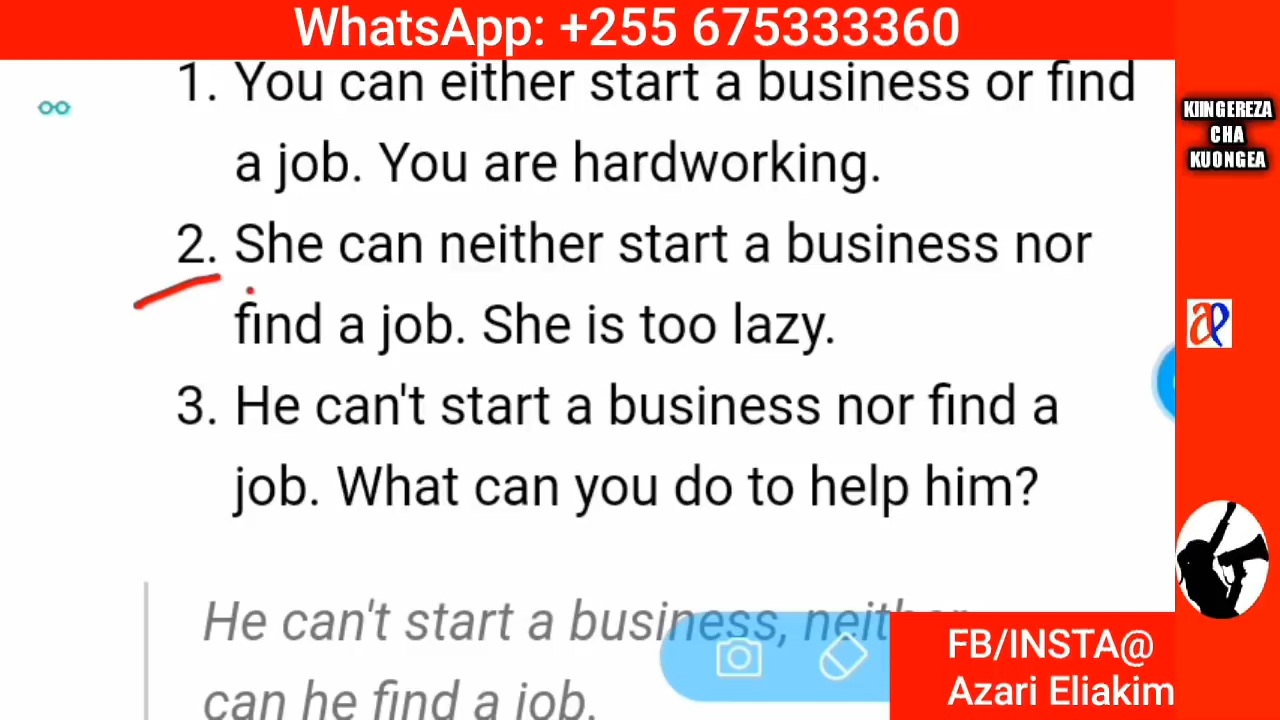 WhatsApp: +255 675333360
1. You can either start a business or find
a job. You are hardworking.
2. She can neither start a business nor
find a job. She is too lazy.
3. He can't start a business nor find a
job. What can you do to help him?
He can't start a business, neither
can he find a job.
KIINGEREZA
CHA
KUONGEA
ap
FB/INSTA@
Azari Eliakim